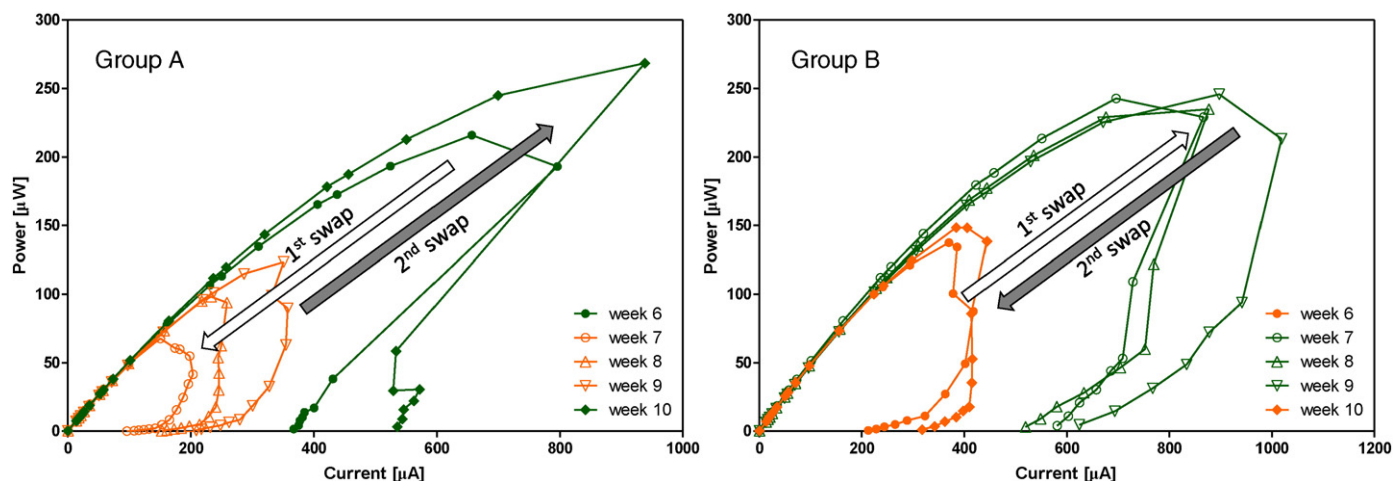 Group A
Power [µW]
300
250
200
150
100
50
0
1st swap
2nd swap
week 6
week 7
week 8
week 9
week 10
0
200
400
600
800
1000
Current [µA]
Group B
Power [µW]
300
250
200
150
100
50
0
1st swap
2nd swap
week 6
week 7
week 8
week 9
week 10
0
200
400
600
800
1000
1200
Current [µA]